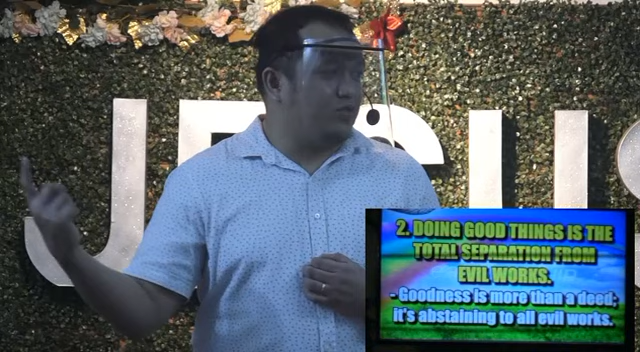 JESUS
2. DOING GOOD THINGS IS THE
TOTAL SEPARATION FROM
EVIL WORKS.
- Goodness is more than a deed;
it's abstaining to all evil works.